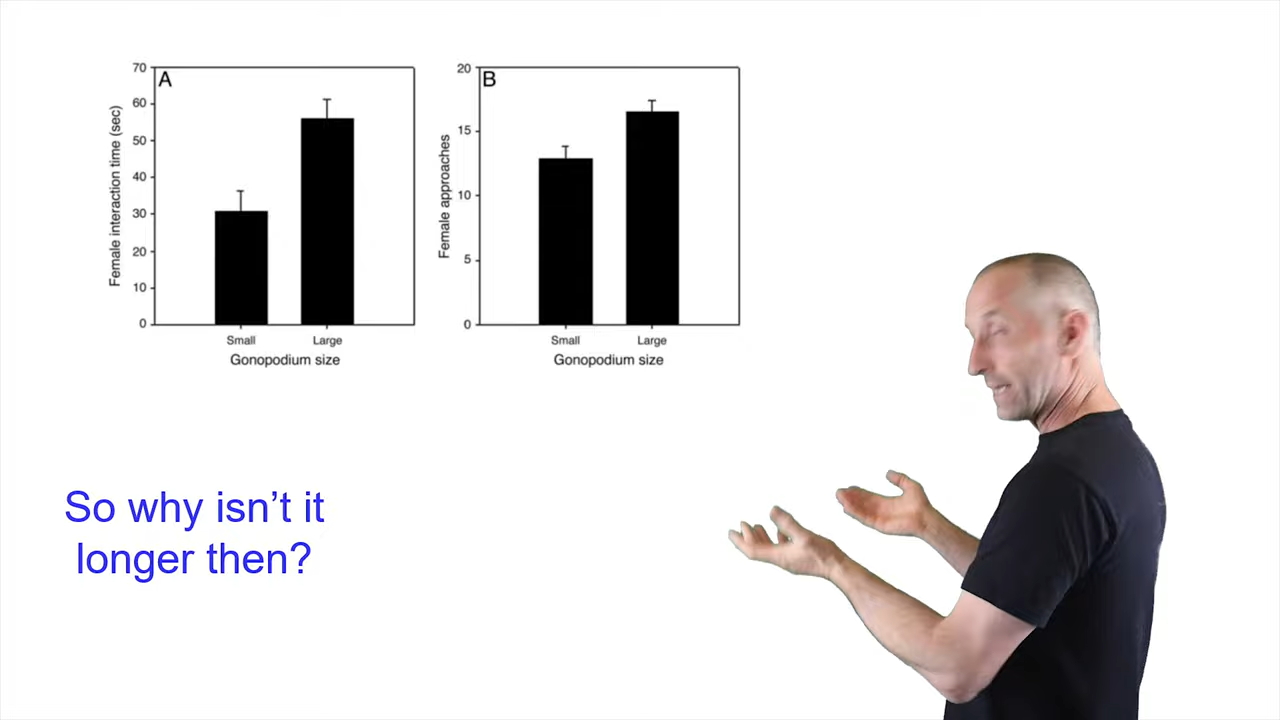 A
Female interaction time (sec)
70
60
50
40
30
20
10
0
Small Large
Gonopodium size
B
Female approaches
20
15
10
5
0
Small Large
Gonopodium size
So why isn’t it
longer then?